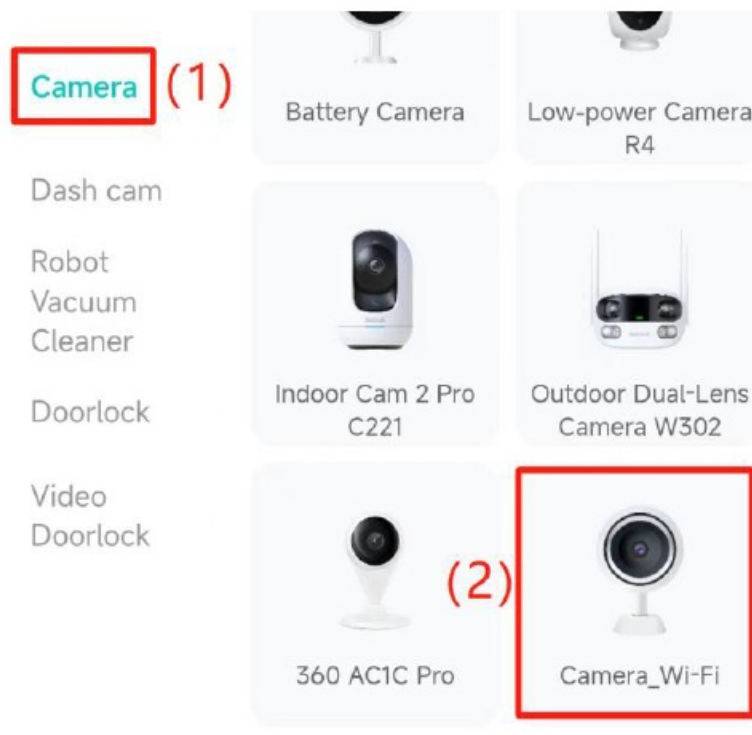 Camera
(1)
Dash cam
Robot
Vacuum
Cleaner
Doorlock
Video
Doorlock
Battery Camera
Low-power Camera
R4
Indoor Cam 2 Pro
C221
Outdoor Dual-Lens
Camera W302
360 AC1C Pro
(2)
Camera_Wi-Fi